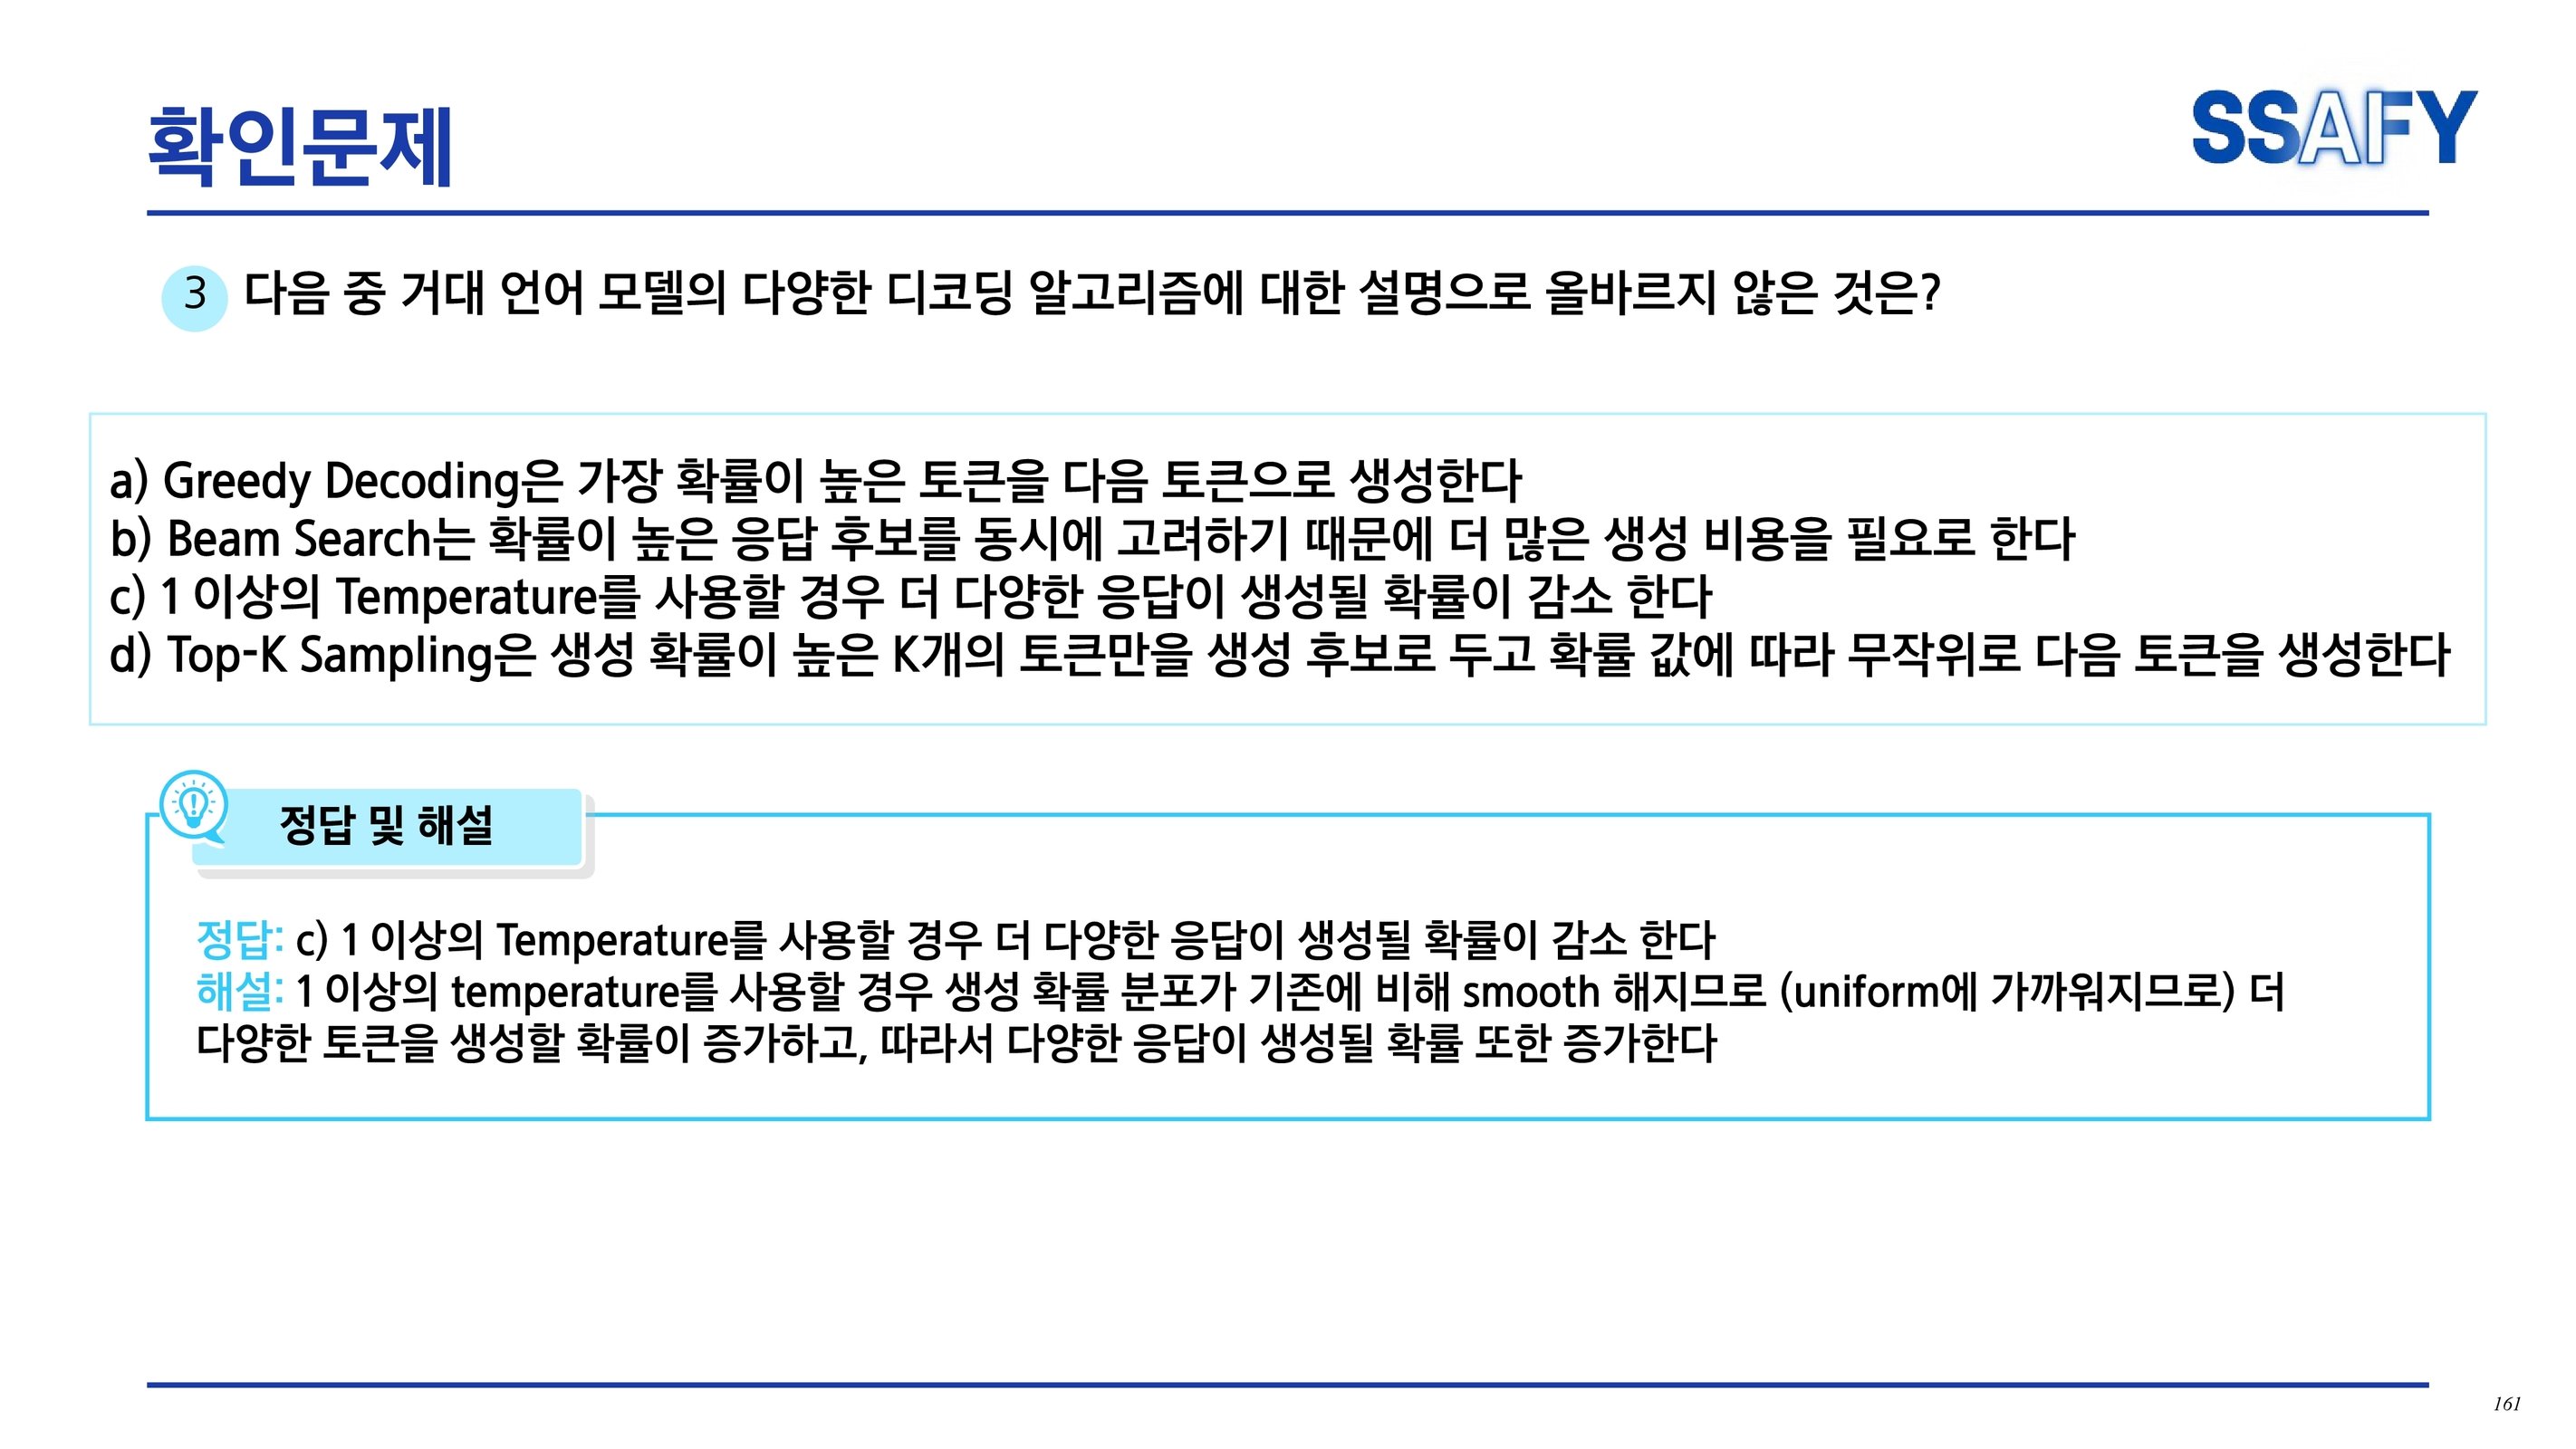 확인문제
SSAFY
3 다음 중 거대 언어 모델의 다양한 디코딩 알고리즘에 대한 설명으로 올바르지 않은 것은?
a) Greedy Decoding은 가장 확률이 높은 토큰을 다음 토큰으로 생성한다
b) Beam Search는 확률이 높은 응답 후보를 동시에 고려하기 때문에 더 많은 생성 비용을 필요로 한다
c) 1 이상의 Temperature를 사용할 경우 더 다양한 응답이 생성될 확률이 감소 한다
d) Top-K Sampling은 생성 확률이 높은 K개의 토큰만을 생성 후보로 두고 확률 값에 따라 무작위로 다음 토큰을 생성한다
정답 및 해설
정답: c) 1 이상의 Temperature를 사용할 경우 더 다양한 응답이 생성될 확률이 감소 한다
해설: 1 이상의 temperature를 사용할 경우 생성 확률 분포가 기존에 비해 smooth 해지므로 (uniform에 가까워지므로) 더
다양한 토큰을 생성할 확률이 증가하고, 따라서 다양한 응답이 생성될 확률 또한 증가한다
161